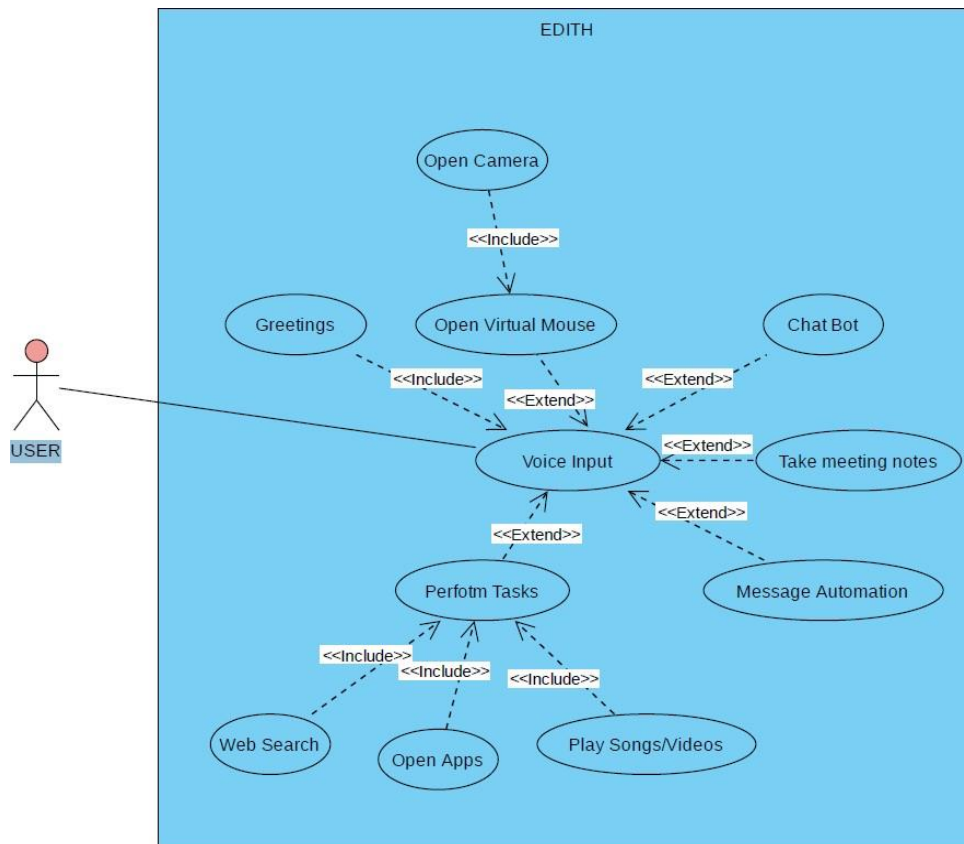 EDITH
Open Camera
<<Include>>
Greetings
Open Virtual Mouse
Chat Bot
<<Include>>
<<Extend>>
<<Extend>>
USER
Voice Input
<<Extend>>
Take meeting notes
<<Extend>>
<<Extend>>
Perfotm Tasks
Message Automation
<<Include>>
<<Include>>
<<Include>>
Web Search
Open Apps
Play Songs/Videos